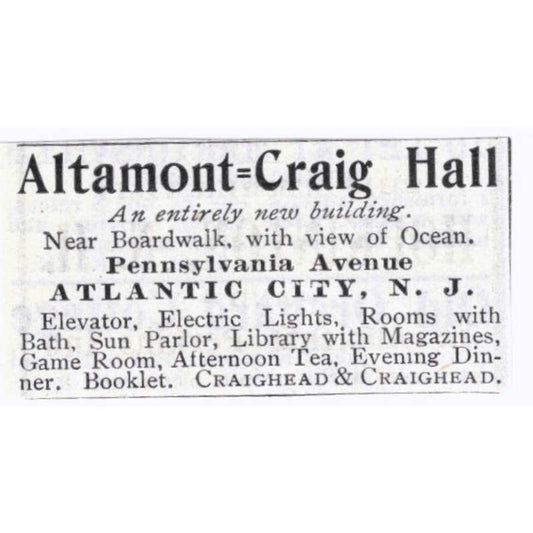 Altamont=Craig Hall
An entirely new building.
Near Boardwalk, with view of Ocean.
Pennsylvania Avenue
ATLANTIC CITY, N. J.
Elevator, Electric Lights, Rooms with
Bath, Sun Parlor, Library with Magazines,
Game Room, Afternoon Tea, Evening Din-
ner. Booklet. CRAIGHEAD & CRAIGHEAD.